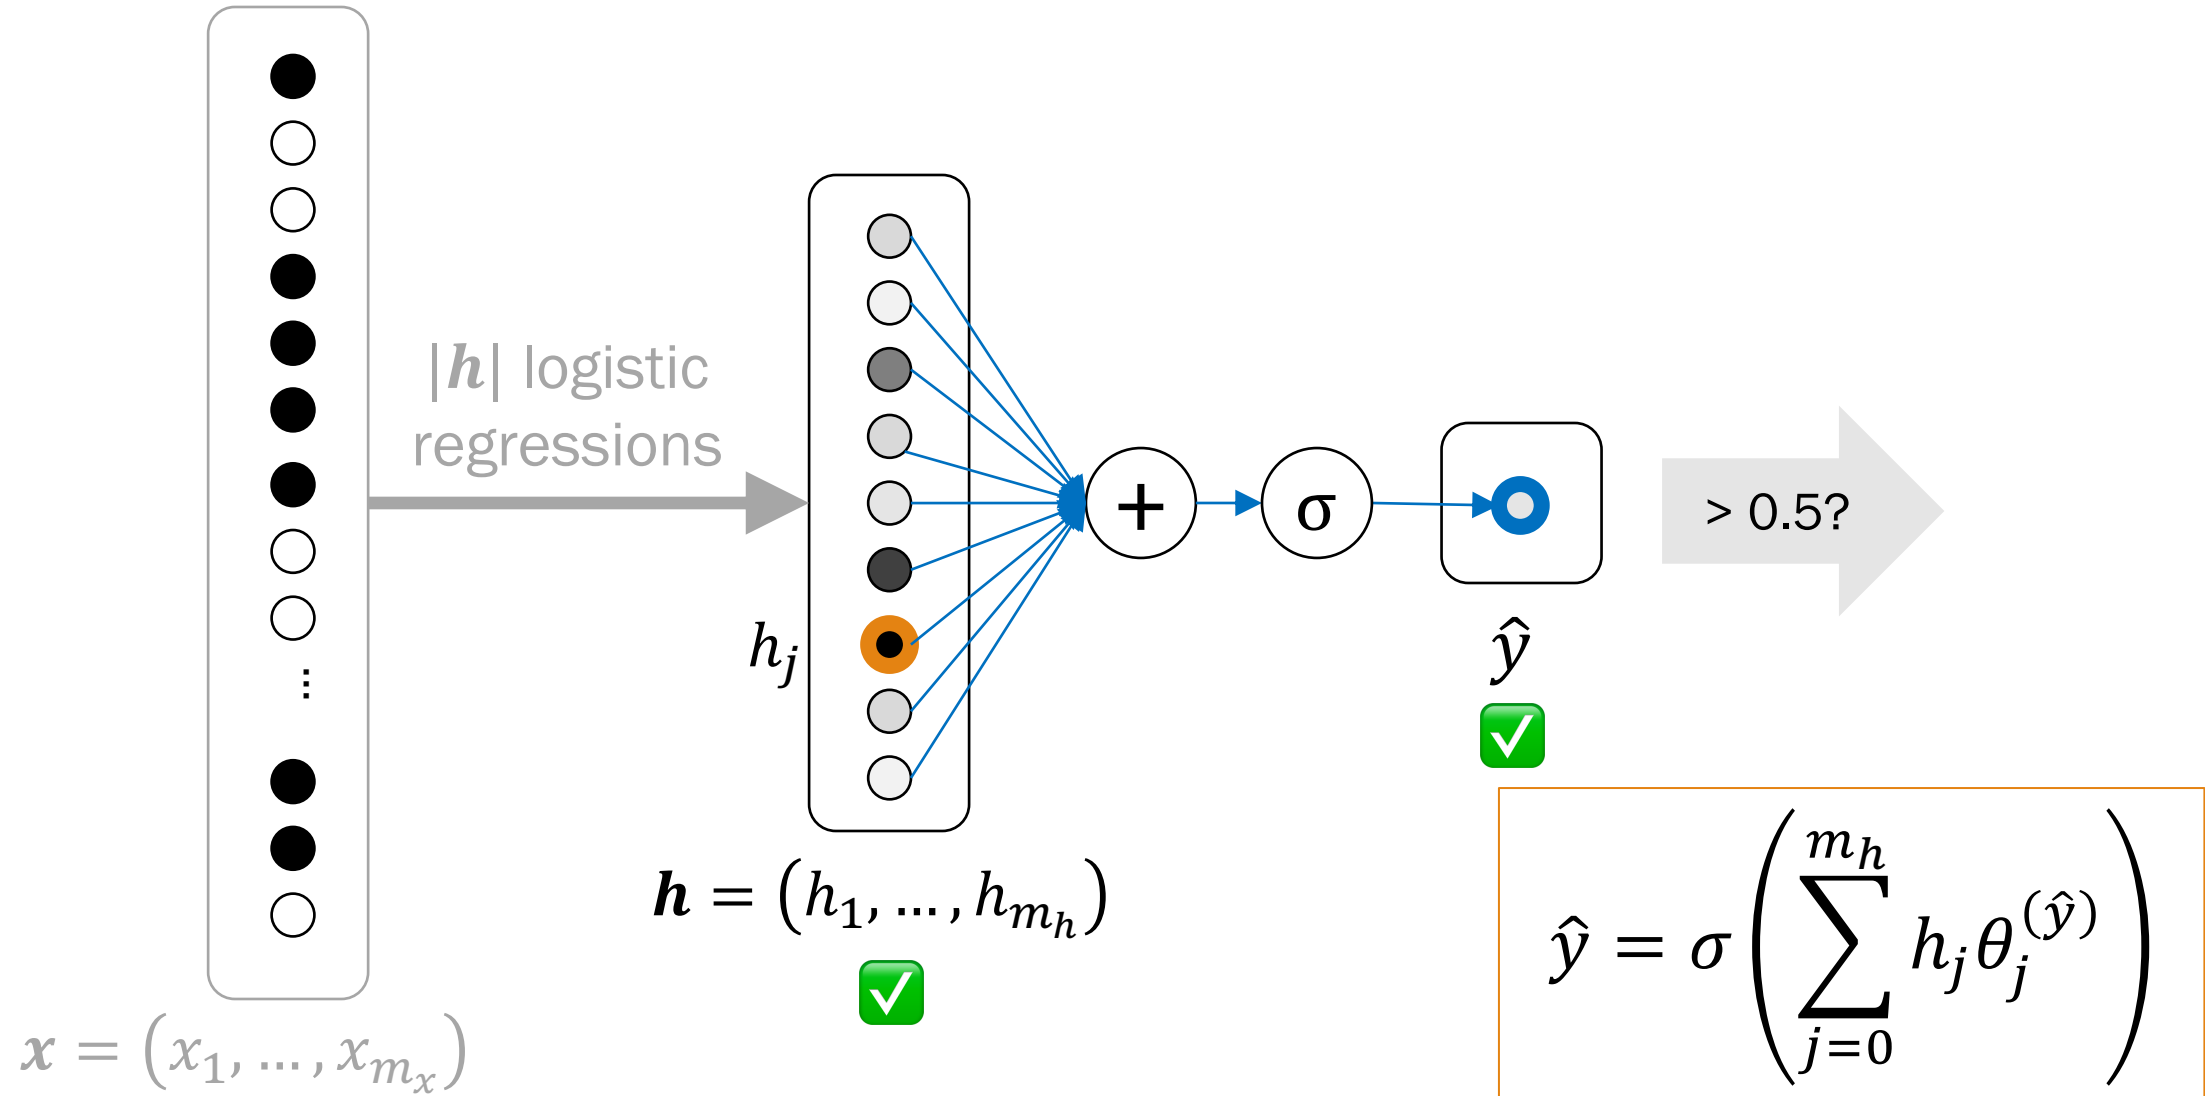 |h| logistic
regressions
+
σ
> 0.5?
h_j
ŷ
h = (h_1, …, h_{m_h})
x = (x_1, …, x_{m_x})
⋮
ŷ = σ(∑_{j=0}^{m_h} h_j θ_j^{(ŷ)})